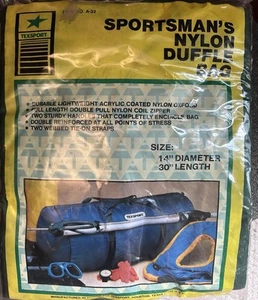 TEXSPORT
SPORTSMAN'S
NYLON
DUFFLE
BAG
• DURABLE LIGHTWEIGHT ACRYLIC COATED NYLON OXFORD
• FULL LENGTH DOUBLE PULL NYLON COIL ZIPPER
• TWO STURDY HANDLES THAT COMPLETELY ENCIRCLE BAG
• DOUBLE REINFORCED AT ALL POINTS OF STRESS
• TWO WEBBED TIE-ON STRAPS
SIZE:
14" DIAMETER
30" LENGTH
TEXSPORT